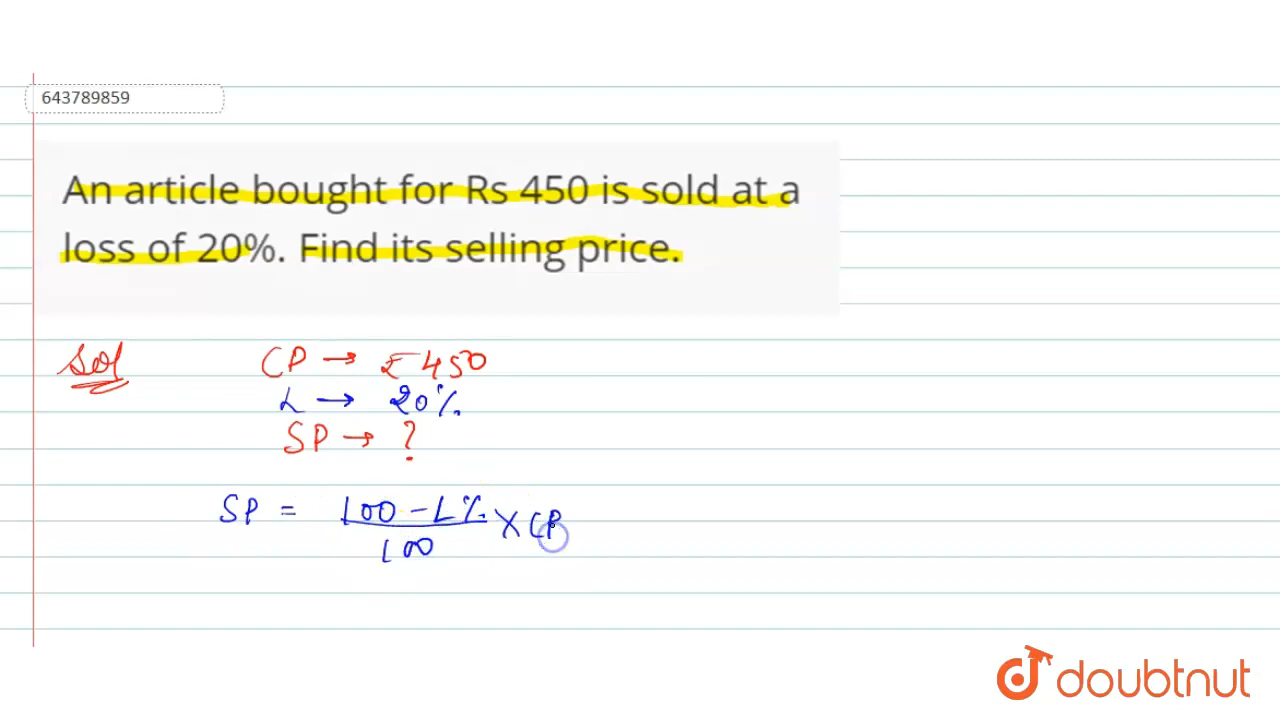 643789859
An article bought for Rs 450 is sold at a
loss of 20%. Find its selling price.
Sol
CP → ₹ 450
L → 20%
SP → ?
SP = 100 - L% / 100 × CP
doubtnut